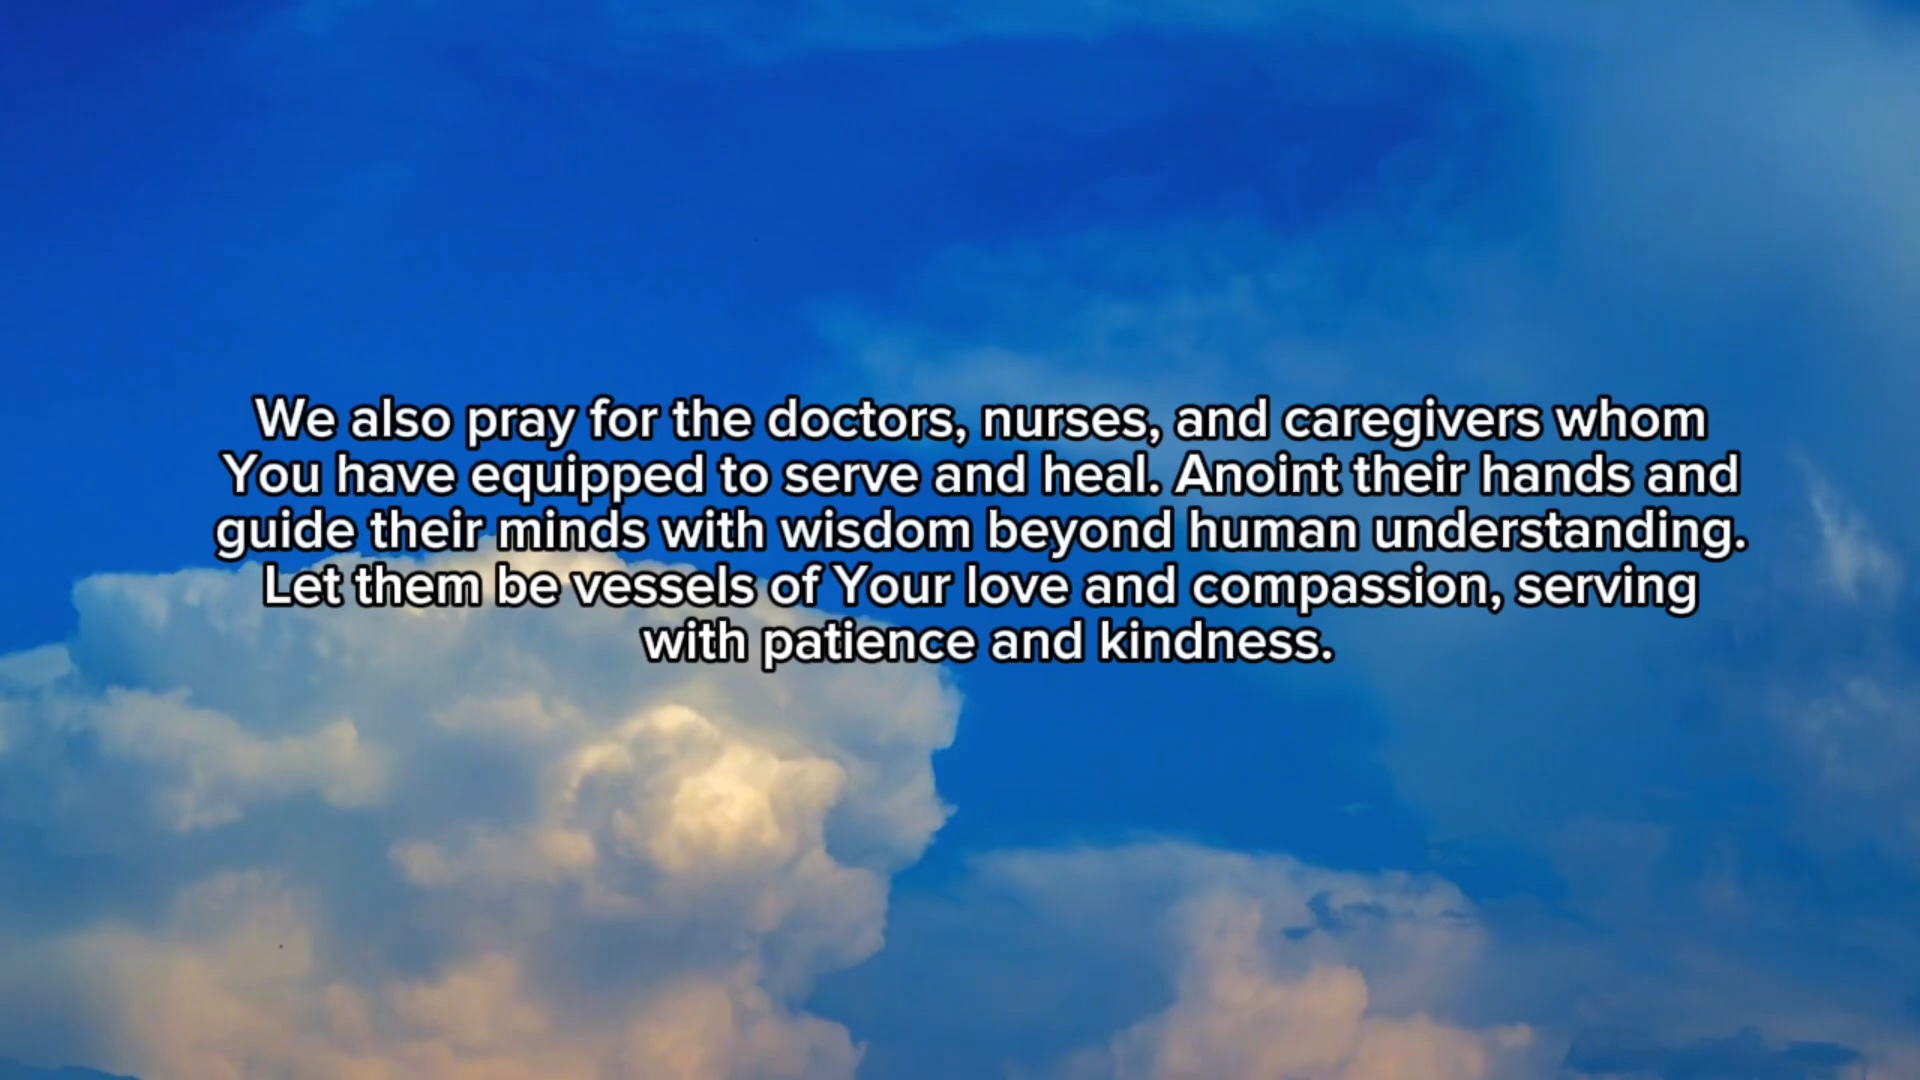 We also pray for the doctors, nurses, and caregivers whom
You have equipped to serve and heal. Anoint their hands and
guide their minds with wisdom beyond human understanding.
Let them be vessels of Your love and compassion, serving
with patience and kindness.